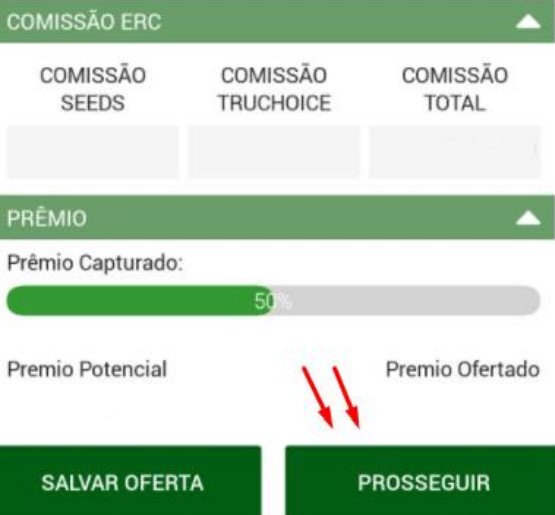 COMISSÃO ERC
COMISSÃO SEEDS
COMISSÃO TRUCHOICE
COMISSÃO TOTAL
PRÊMIO
Prêmio Capturado:
50%
Premio Potencial
Premio Ofertado
SALVAR OFERTA
PROSSEGUIR